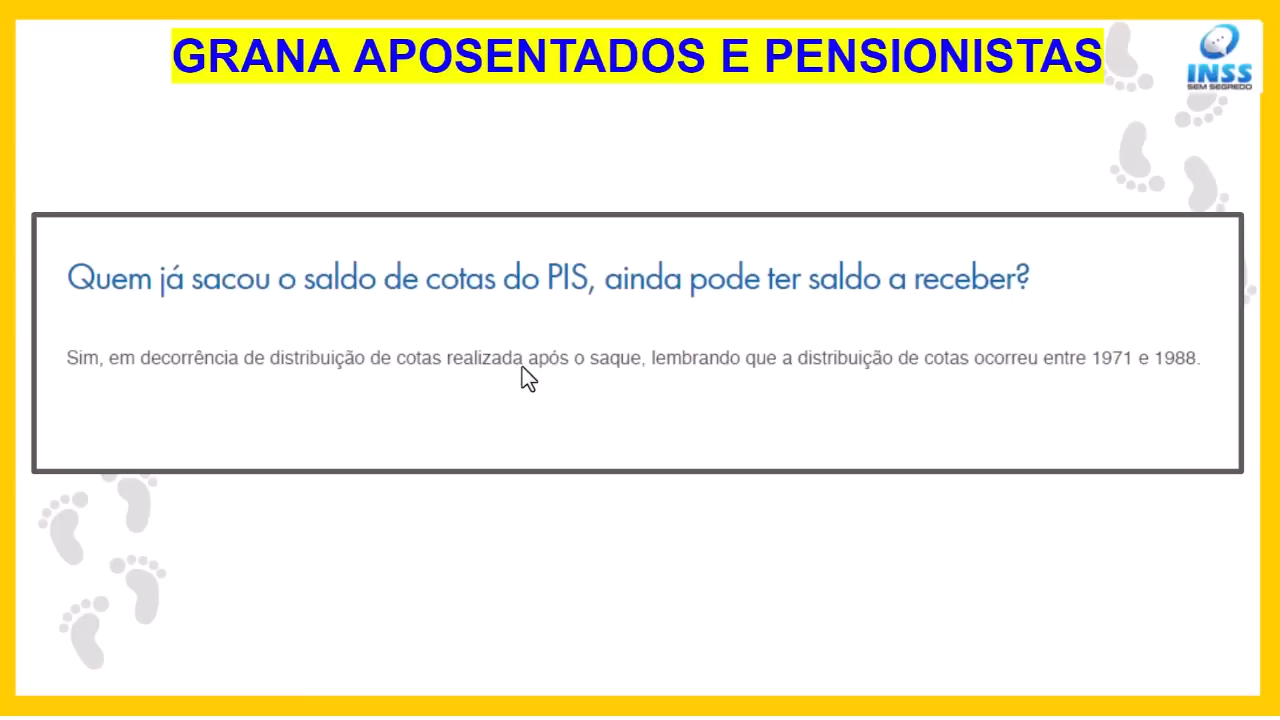 GRANA APOSENTADOS E PENSIONISTAS
INSS
SEM SEGREDO
Quem já sacou o saldo de cotas do PIS, ainda pode ter saldo a receber?
Sim, em decorrência de distribuição de cotas realizada após o saque, lembrando que a distribuição de cotas ocorreu entre 1971 e 1988.